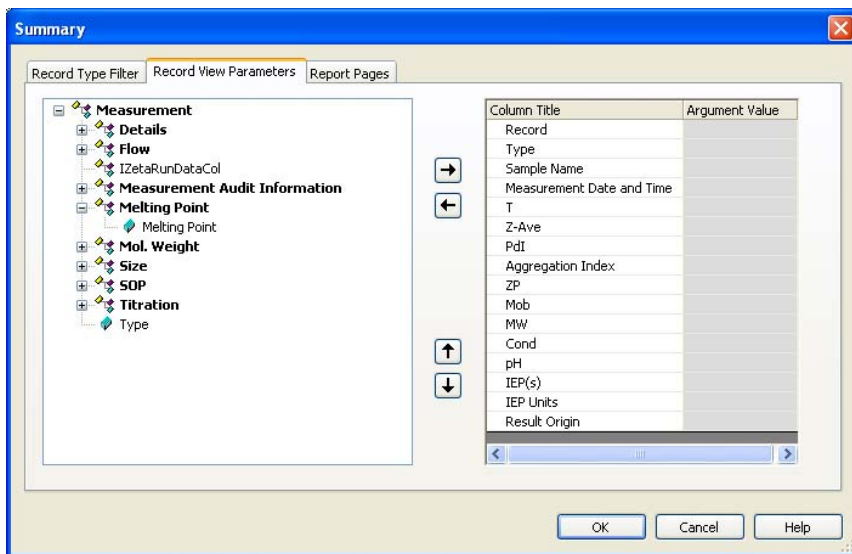 Summary
Record Type Filter
Record View Parameters
Report Pages
Measurement
Details
Flow
IZetaRunDataCol
Measurement Audit Information
Melting Point
Melting Point
Mol. Weight
Size
SOP
Titration
Type
Column Title Argument Value
Record
Type
Sample Name
Measurement Date and Time
T
Z-Ave
PdI
Aggregation Index
ZP
Mob
MW
Cond
pH
IEP(s)
IEP Units
Result Origin
OK
Cancel
Help